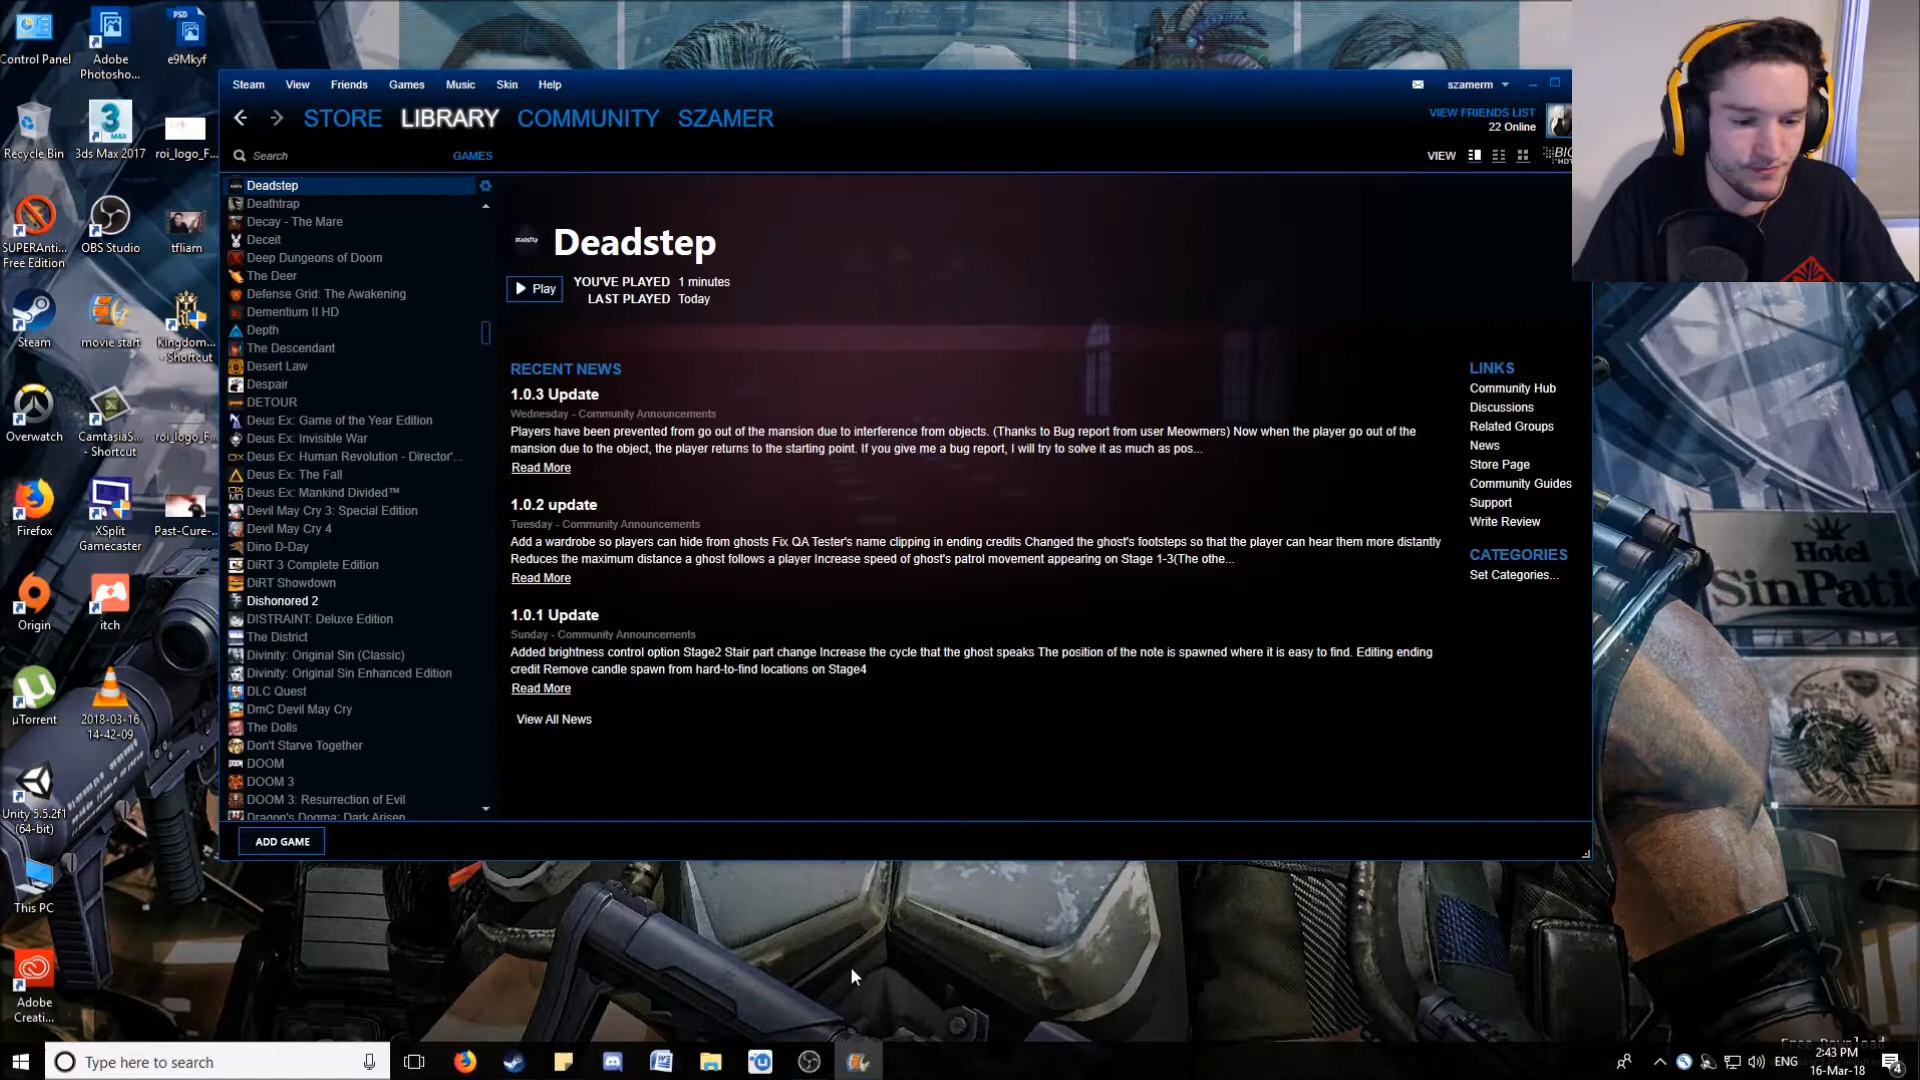 Control Panel
Adobe Photosho...
e9Mkyf
Recycle Bin
3ds Max 2017
roi_logo_F...
SUPERAnti... Free Edition
OBS Studio
tfliam
Steam
movie start
Kingdom... - Shortcut
Overwatch
CamtasiaS... - Shortcut
roi_logo_F...
Firefox
XSplit Gamecaster
Past-Cure-...
Origin
itch
µTorrent
2018-03-16 14-42-09
Unity 5.5.2f1 (64-bit)
This PC
Adobe Creati...
Steam View Friends Games Music Skin Help
szamerm
STORE LIBRARY COMMUNITY SZAMER
VIEW FRIENDS LIST
22 Online
Search GAMES
VIEW
Deadstep
Deathtrap
Decay - The Mare
Deceit
Deep Dungeons of Doom
The Deer
Defense Grid: The Awakening
Dementium II HD
Depth
The Descendant
Desert Law
Despair
DETOUR
Deus Ex: Game of the Year Edition
Deus Ex: Invisible War
Deus Ex: Human Revolution - Director'...
Deus Ex: The Fall
Deus Ex: Mankind Divided™
Devil May Cry 3: Special Edition
Devil May Cry 4
Dino D-Day
DiRT 3 Complete Edition
DiRT Showdown
Dishonored 2
DISTRAINT: Deluxe Edition
The District
Divinity: Original Sin (Classic)
Divinity: Original Sin Enhanced Edition
DLC Quest
DmC Devil May Cry
The Dolls
Don't Starve Together
DOOM
DOOM 3
DOOM 3: Resurrection of Evil
Dragon's Dogma: Dark Arisen
ADD GAME
Deadstep
Play
YOU'VE PLAYED 1 minutes
LAST PLAYED Today
RECENT NEWS
1.0.3 Update
Wednesday - Community Announcements
Players have been prevented from go out of the mansion due to interference from objects. (Thanks to Bug report from user Meowmers) Now when the player go out of the
mansion due to the object, the player returns to the starting point. If you give me a bug report, I will try to solve it as much as pos...
Read More
1.0.2 update
Tuesday - Community Announcements
Add a wardrobe so players can hide from ghosts Fix QA Tester's name clipping in ending credits Changed the ghost's footsteps so that the player can hear them more distantly
Reduces the maximum distance a ghost follows a player Increase speed of ghost's patrol movement appearing on Stage 1-3(The othe...
Read More
1.0.1 Update
Sunday - Community Announcements
Added brightness control option Stage2 Stair part change Increase the cycle that the ghost speaks The position of the note is spawned where it is easy to find. Editing ending
credit Remove candle spawn from hard-to-find locations on Stage4
Read More
View All News
LINKS
Community Hub
Discussions
Related Groups
News
Store Page
Community Guides
Support
Write Review
CATEGORIES
Set Categories...
Hotel
SinPati
Type here to search
ENG
2:43 PM
16-Mar-18
4